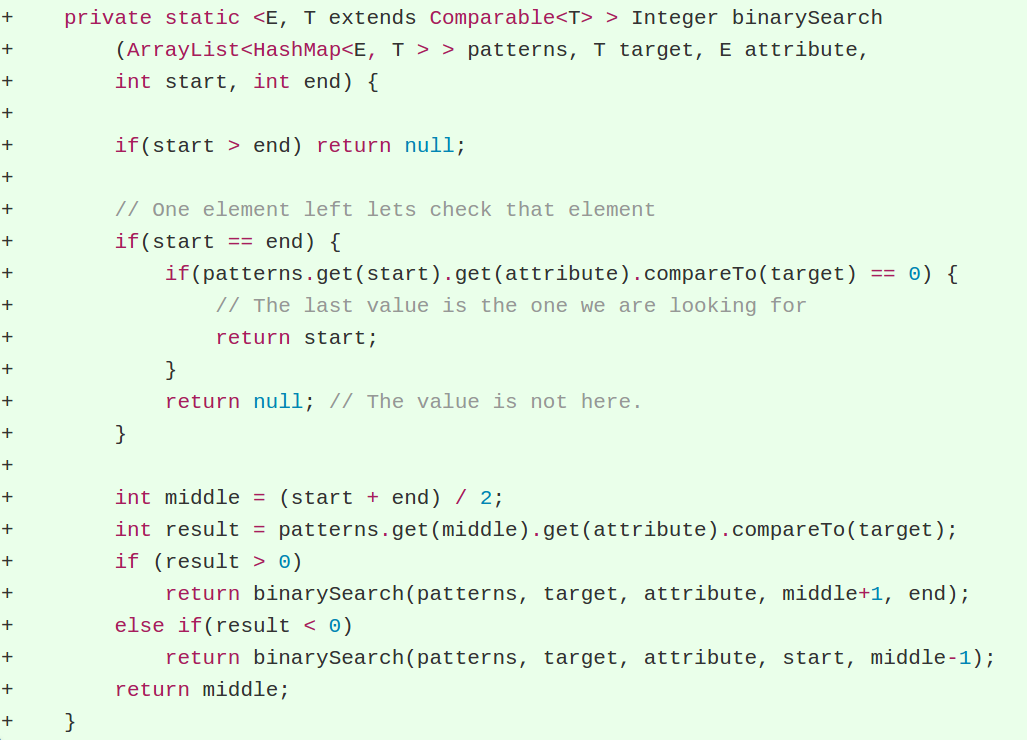 +    private static <E, T extends Comparable<T> > Integer binarySearch
+        (ArrayList<HashMap<E, T > > patterns, T target, E attribute,
+        int start, int end) {
+
+        if(start > end) return null;
+
+        // One element left lets check that element
+        if(start == end) {
+            if(patterns.get(start).get(attribute).compareTo(target) == 0) {
+                // The last value is the one we are looking for
+                return start;
+            }
+            return null; // The value is not here.
+        }
+
+        int middle = (start + end) / 2;
+        int result = patterns.get(middle).get(attribute).compareTo(target);
+        if (result > 0)
+            return binarySearch(patterns, target, attribute, middle+1, end);
+        else if(result < 0)
+            return binarySearch(patterns, target, attribute, start, middle-1);
+        return middle;
+    }